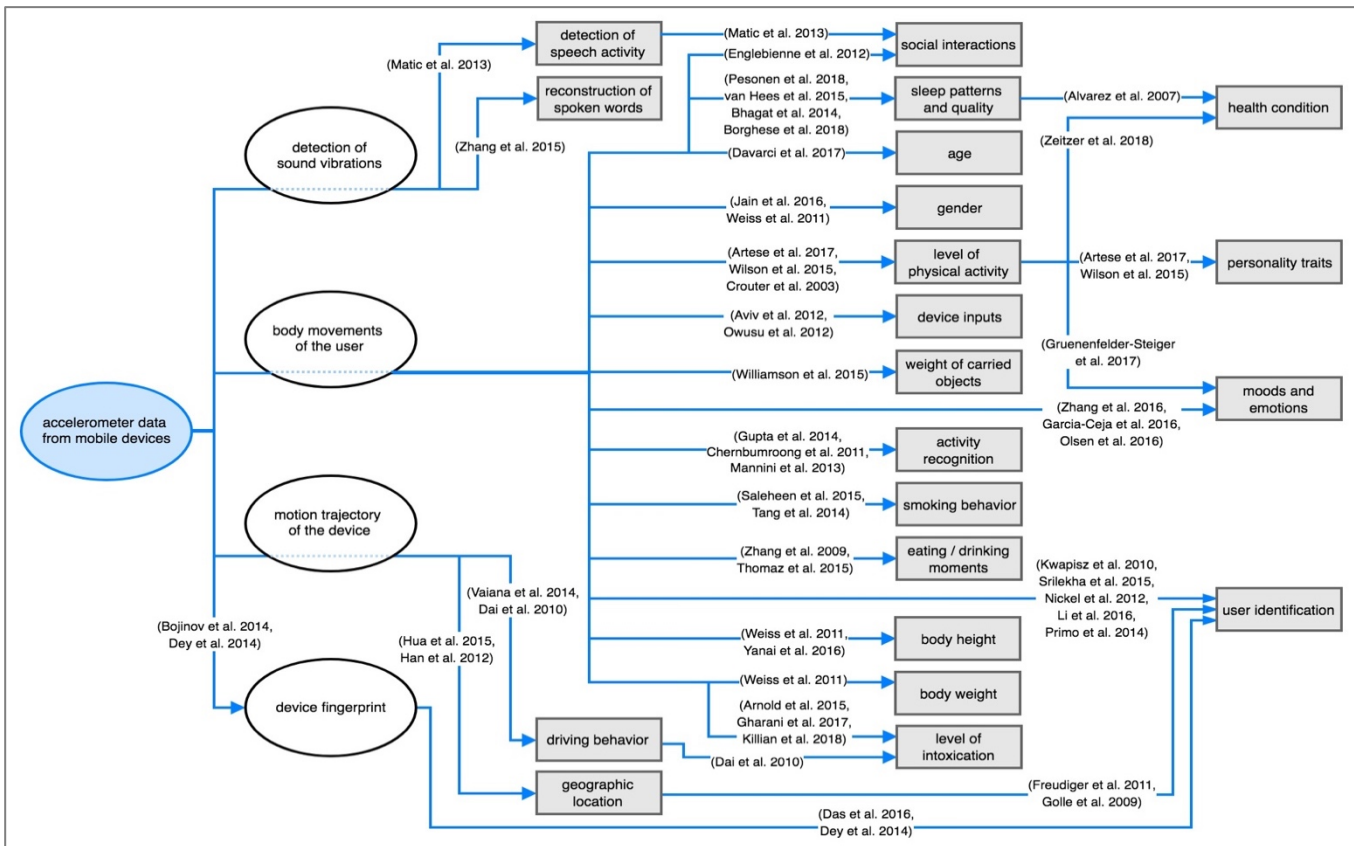 detection of
speech activity
(Matic et al. 2013)
social interactions
(Englebienne et al. 2012)
(Matic et al. 2013)
reconstruction of
spoken words
(Pesonen et al. 2018,
van Hees et al. 2015,
Bhagat et al. 2014,
Borghese et al. 2018)
sleep patterns
and quality
(Alvarez et al. 2007)
health condition
detection of
sound vibrations
(Zhang et al. 2015)
(Zeitzer et al. 2018)
(Davarci et al. 2017)
age
(Jain et al. 2016,
Weiss et al. 2011)
gender
(Artese et al. 2017,
Wilson et al. 2015,
Crouter et al. 2003)
level of
physical activity
(Artese et al. 2017,
Wilson et al. 2015)
personality traits
body movements
of the user
(Aviv et al. 2012,
Owusu et al. 2012)
device inputs
(Gruenenfelder-Steiger
et al. 2017)
(Williamson et al. 2015)
weight of carried
objects
moods and
emotions
(Zhang et al. 2016,
Garcia-Ceja et al. 2016,
Olsen et al. 2016)
accelerometer data
from mobile devices
(Gupta et al. 2014,
Chernbumroong et al. 2011,
Mannini et al. 2013)
activity
recognition
motion trajectory
of the device
(Saleheen et al. 2015,
Tang et al. 2014)
smoking behavior
(Zhang et al. 2009,
Thomaz et al. 2015)
eating / drinking
moments
(Kwapisz et al. 2010,
Srilekha et al. 2015,
Nickel et al. 2012,
Li et al. 2016,
Primo et al. 2014)
user identification
(Vaiana et al. 2014,
Dai et al. 2010)
(Bojinov et al. 2014,
Dey et al. 2014)
(Hua et al. 2015,
Han et al. 2012)
(Weiss et al. 2011,
Yanai et al. 2016)
body height
(Weiss et al. 2011)
body weight
device fingerprint
(Arnold et al. 2015,
Gharani et al. 2017,
Killian et al. 2018)
level of
intoxication
driving behavior
(Dai et al. 2010)
geographic
location
(Freudiger et al. 2011,
Golle et al. 2009)
(Das et al. 2016,
Dey et al. 2014)